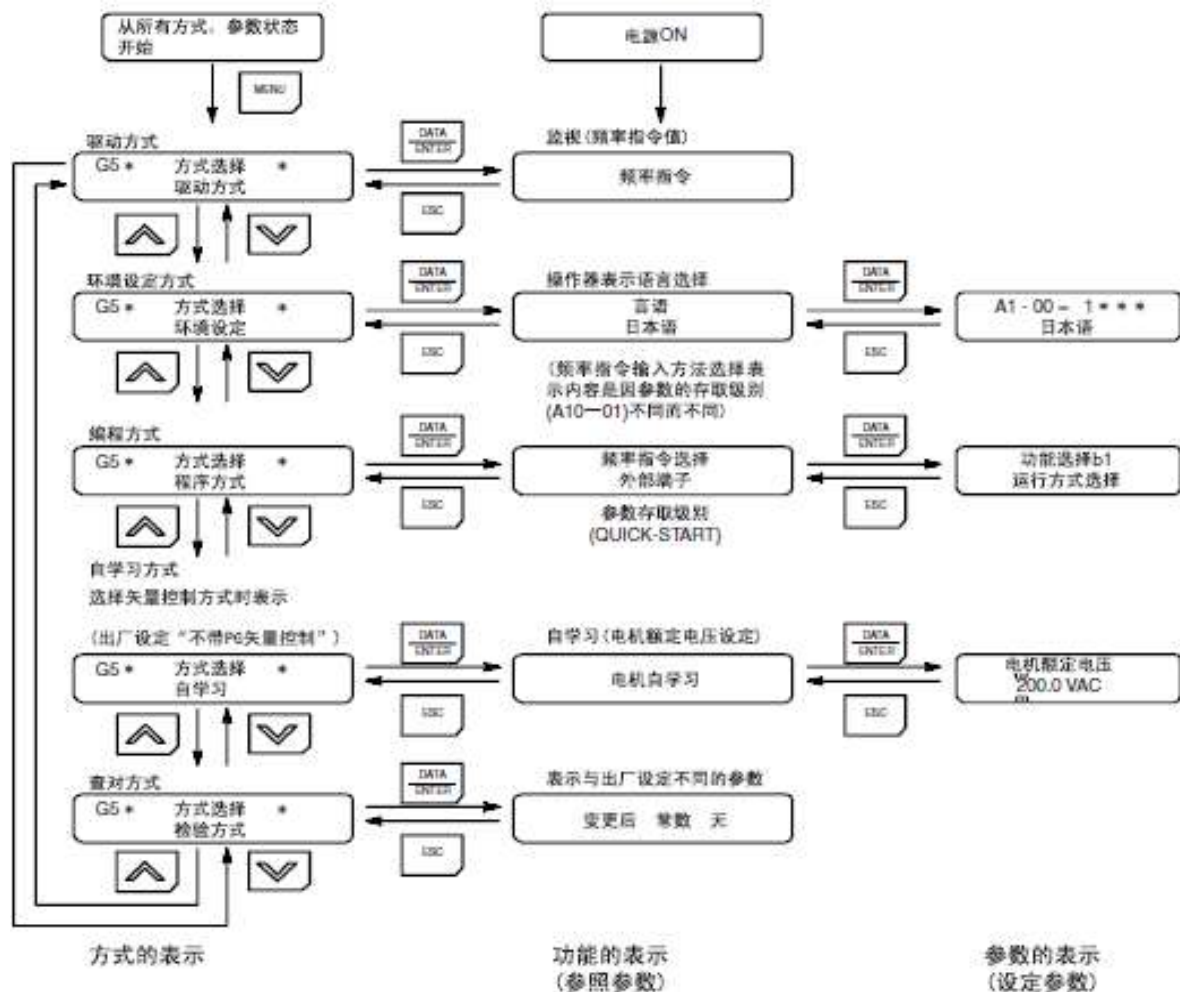 从所有方式、参数状态
开始
电源ON
MENU
驱动方式
G5* 方式选择 *
驱动方式
DATA
ENTER
ESC
监视(频率指令值)
频率指令
环境设定方式
G5* 方式选择 *
环境设定
DATA
ENTER
ESC
操作器表示语言选择
言语
日本语
DATA
ENTER
ESC
A1-00= 1***
日本语
(频率指令输入方法选择表
示内容是因参数的存取级别
(A10一01)不同而不同)
编程方式
G5* 方式选择 *
程序方式
DATA
ENTER
ESC
频率指令选择
外部端子
DATA
ENTER
ESC
功能选择b1
运行方式选择
参数存取级别
(QUICK-START)
自学习方式
选择矢量控制方式时表示
(出厂设定“不带PG矢量控制”)
G5* 方式选择 *
自学习
DATA
ENTER
ESC
自学习(电机额定电压设定)
电机自学习
DATA
ENTER
ESC
电机额定电压
200.0 VAC
查对方式
G5* 方式选择 *
检验方式
DATA
ENTER
ESC
表示与出厂设定不同的参数
变更后 常数 天
方式的表示
功能的表示
(参照参数)
参数的表示
(设定参数)